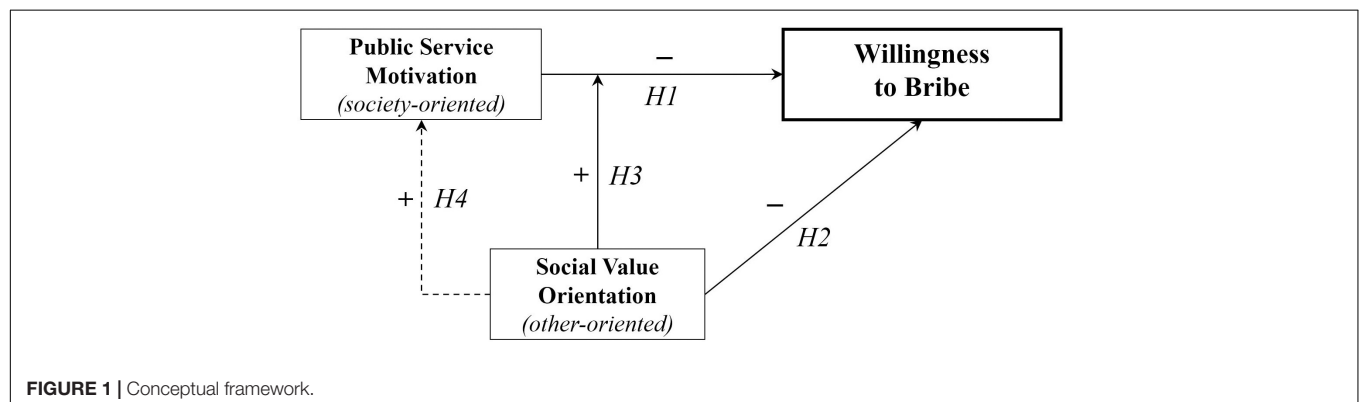 Public Service
Motivation
(society-oriented)
−
H1
Willingness
to Bribe
+ H4
+ H3
−
H2
Social Value
Orientation
(other-oriented)
FIGURE 1 | Conceptual framework.